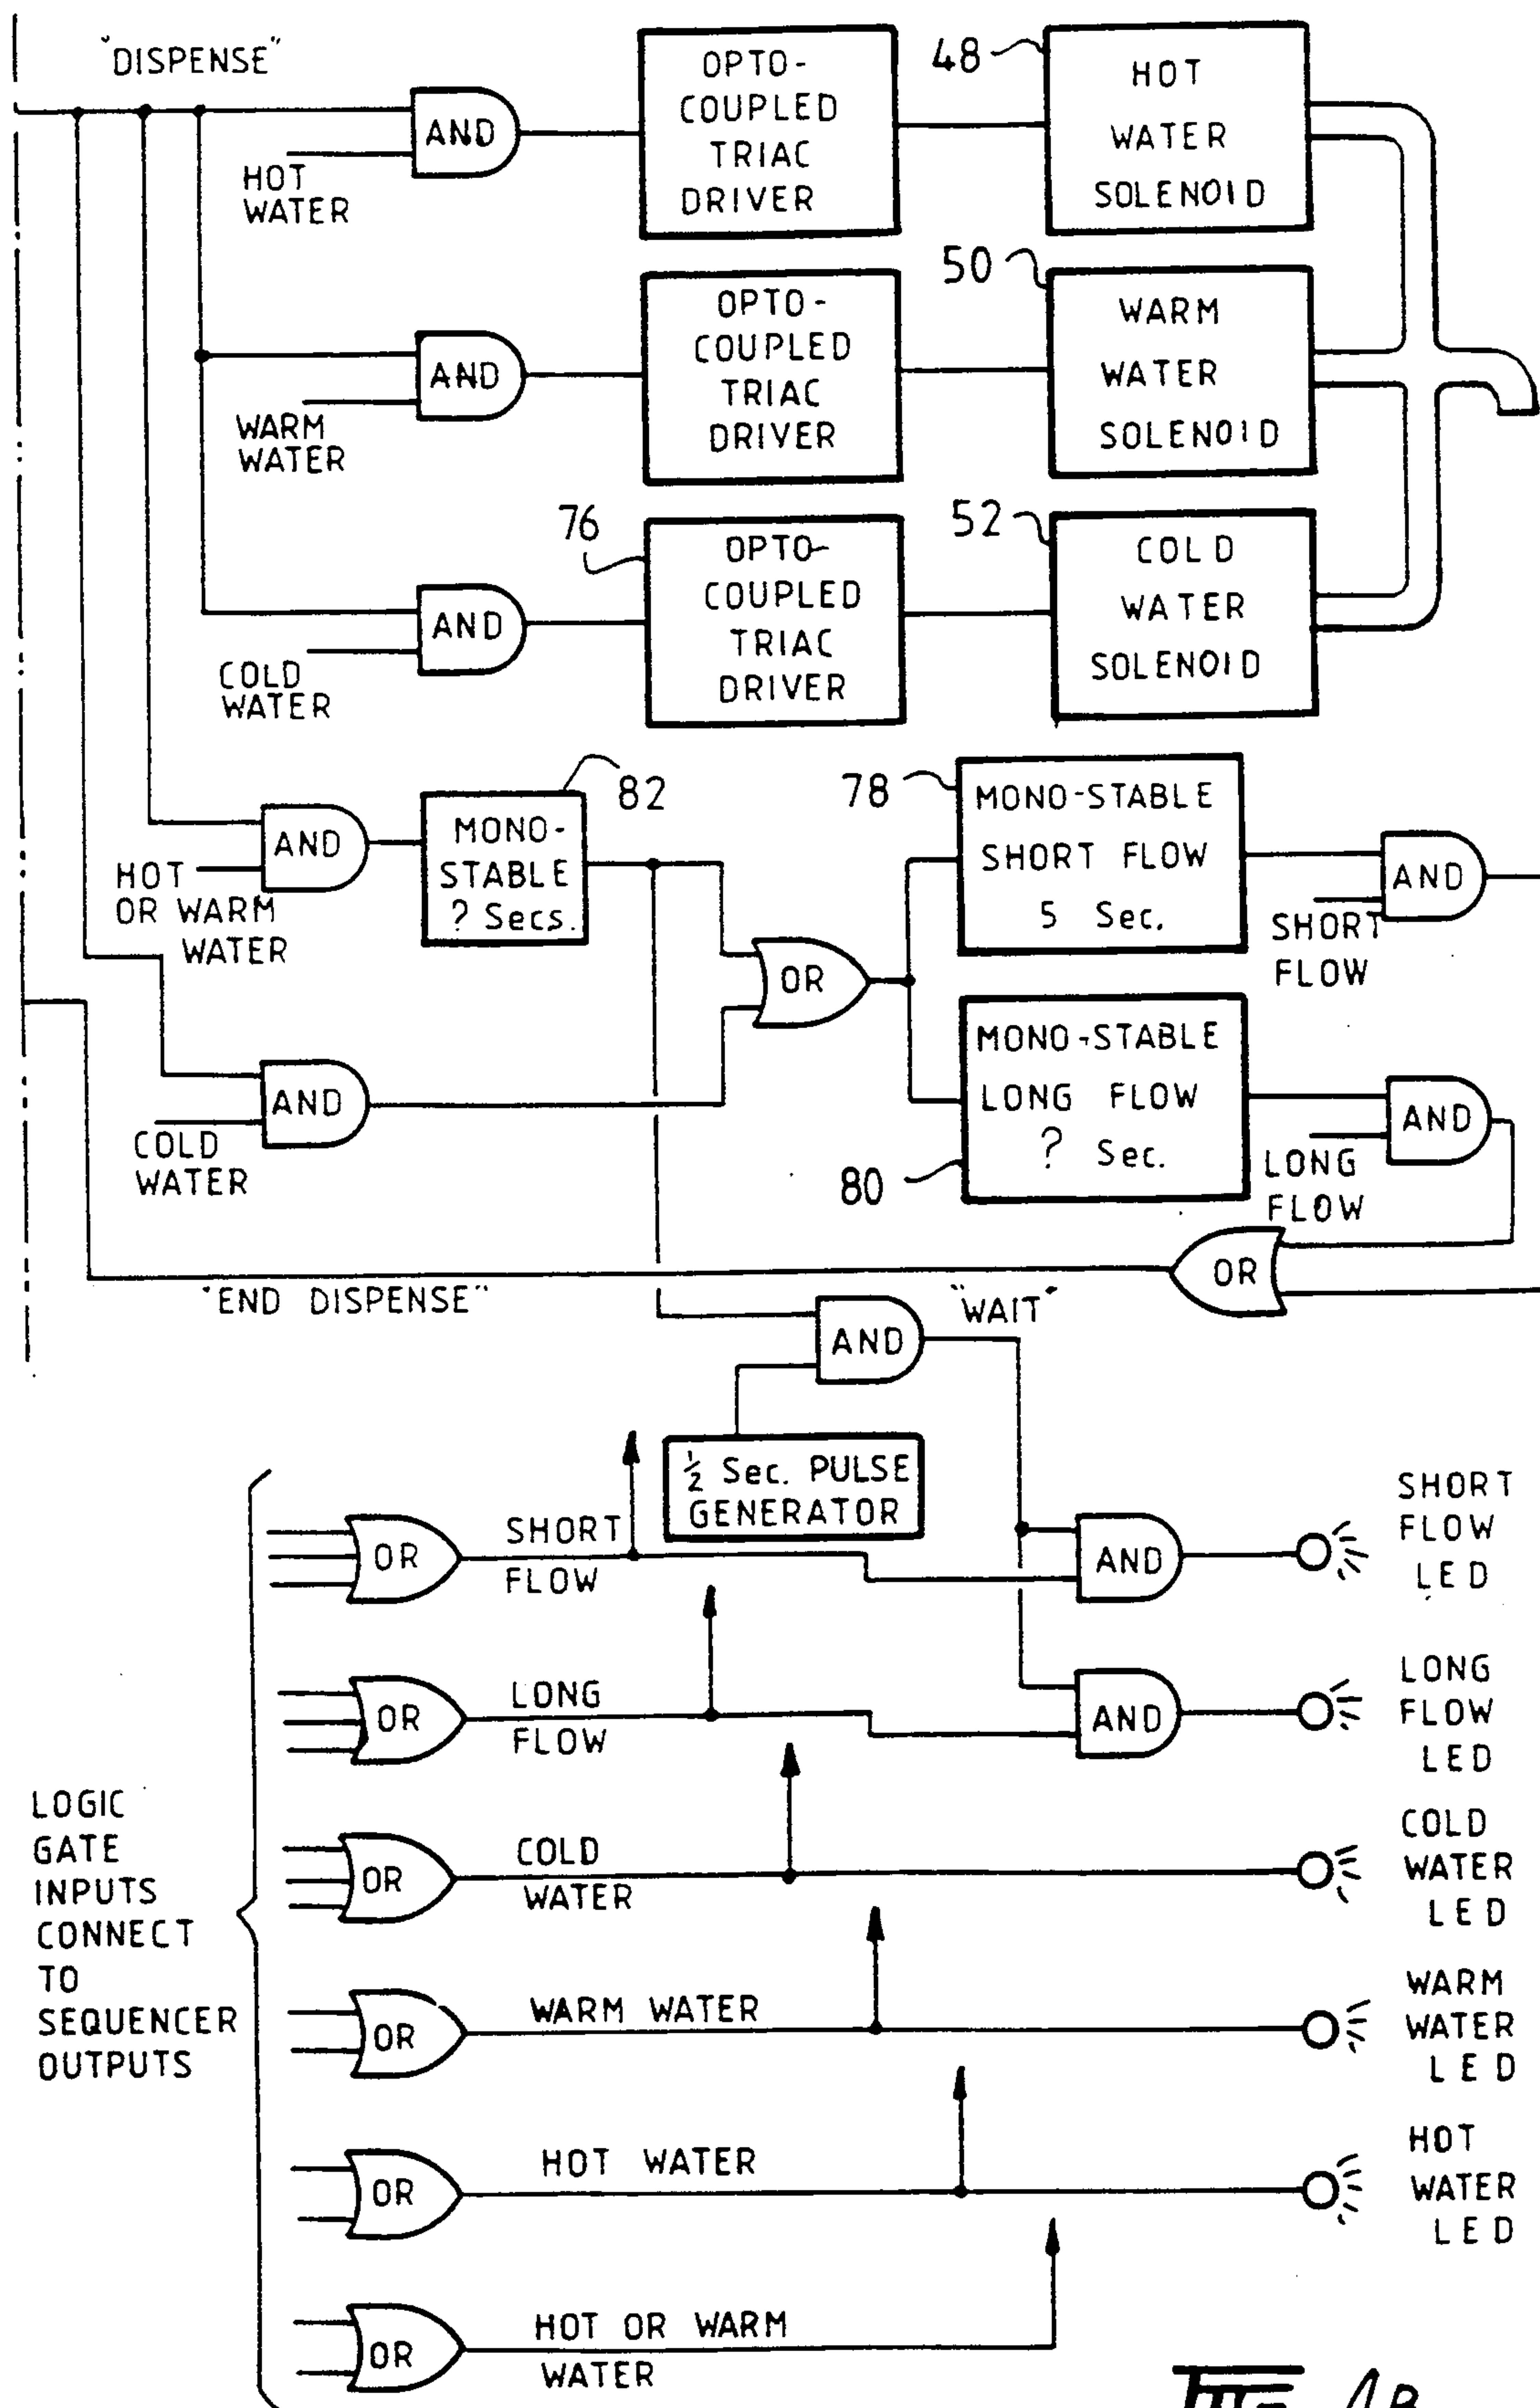 "DISPENSE"
AND
HOT
WATER
OPTO-
COUPLED
TRIAC
DRIVER
48
HOT
WATER
SOLENOID
AND
WARM
WATER
OPTO-
COUPLED
TRIAC
DRIVER
50
WARM
WATER
SOLENOID
AND
COLD
WATER
76
OPTO-
COUPLED
TRIAC
DRIVER
52
COLD
WATER
SOLENOID
AND
HOT
OR WARM
WATER
82
MONO-
STABLE
? Secs.
OR
78
MONO-STABLE
SHORT FLOW
5 Sec.
AND
SHORT
FLOW
AND
COLD
WATER
MONO-STABLE
LONG FLOW
? Sec.
80
AND
LONG
FLOW
OR
"END DISPENSE"
AND
"WAIT"
½ Sec. PULSE
GENERATOR
OR
SHORT
FLOW
AND
SHORT
FLOW
LED
OR
LONG
FLOW
AND
LONG
FLOW
LED
LOGIC
GATE
INPUTS
CONNECT
TO
SEQUENCER
OUTPUTS
OR
COLD
WATER
COLD
WATER
LED
OR
WARM WATER
WARM
WATER
LED
OR
HOT WATER
HOT
WATER
LED
OR
HOT OR WARM
WATER